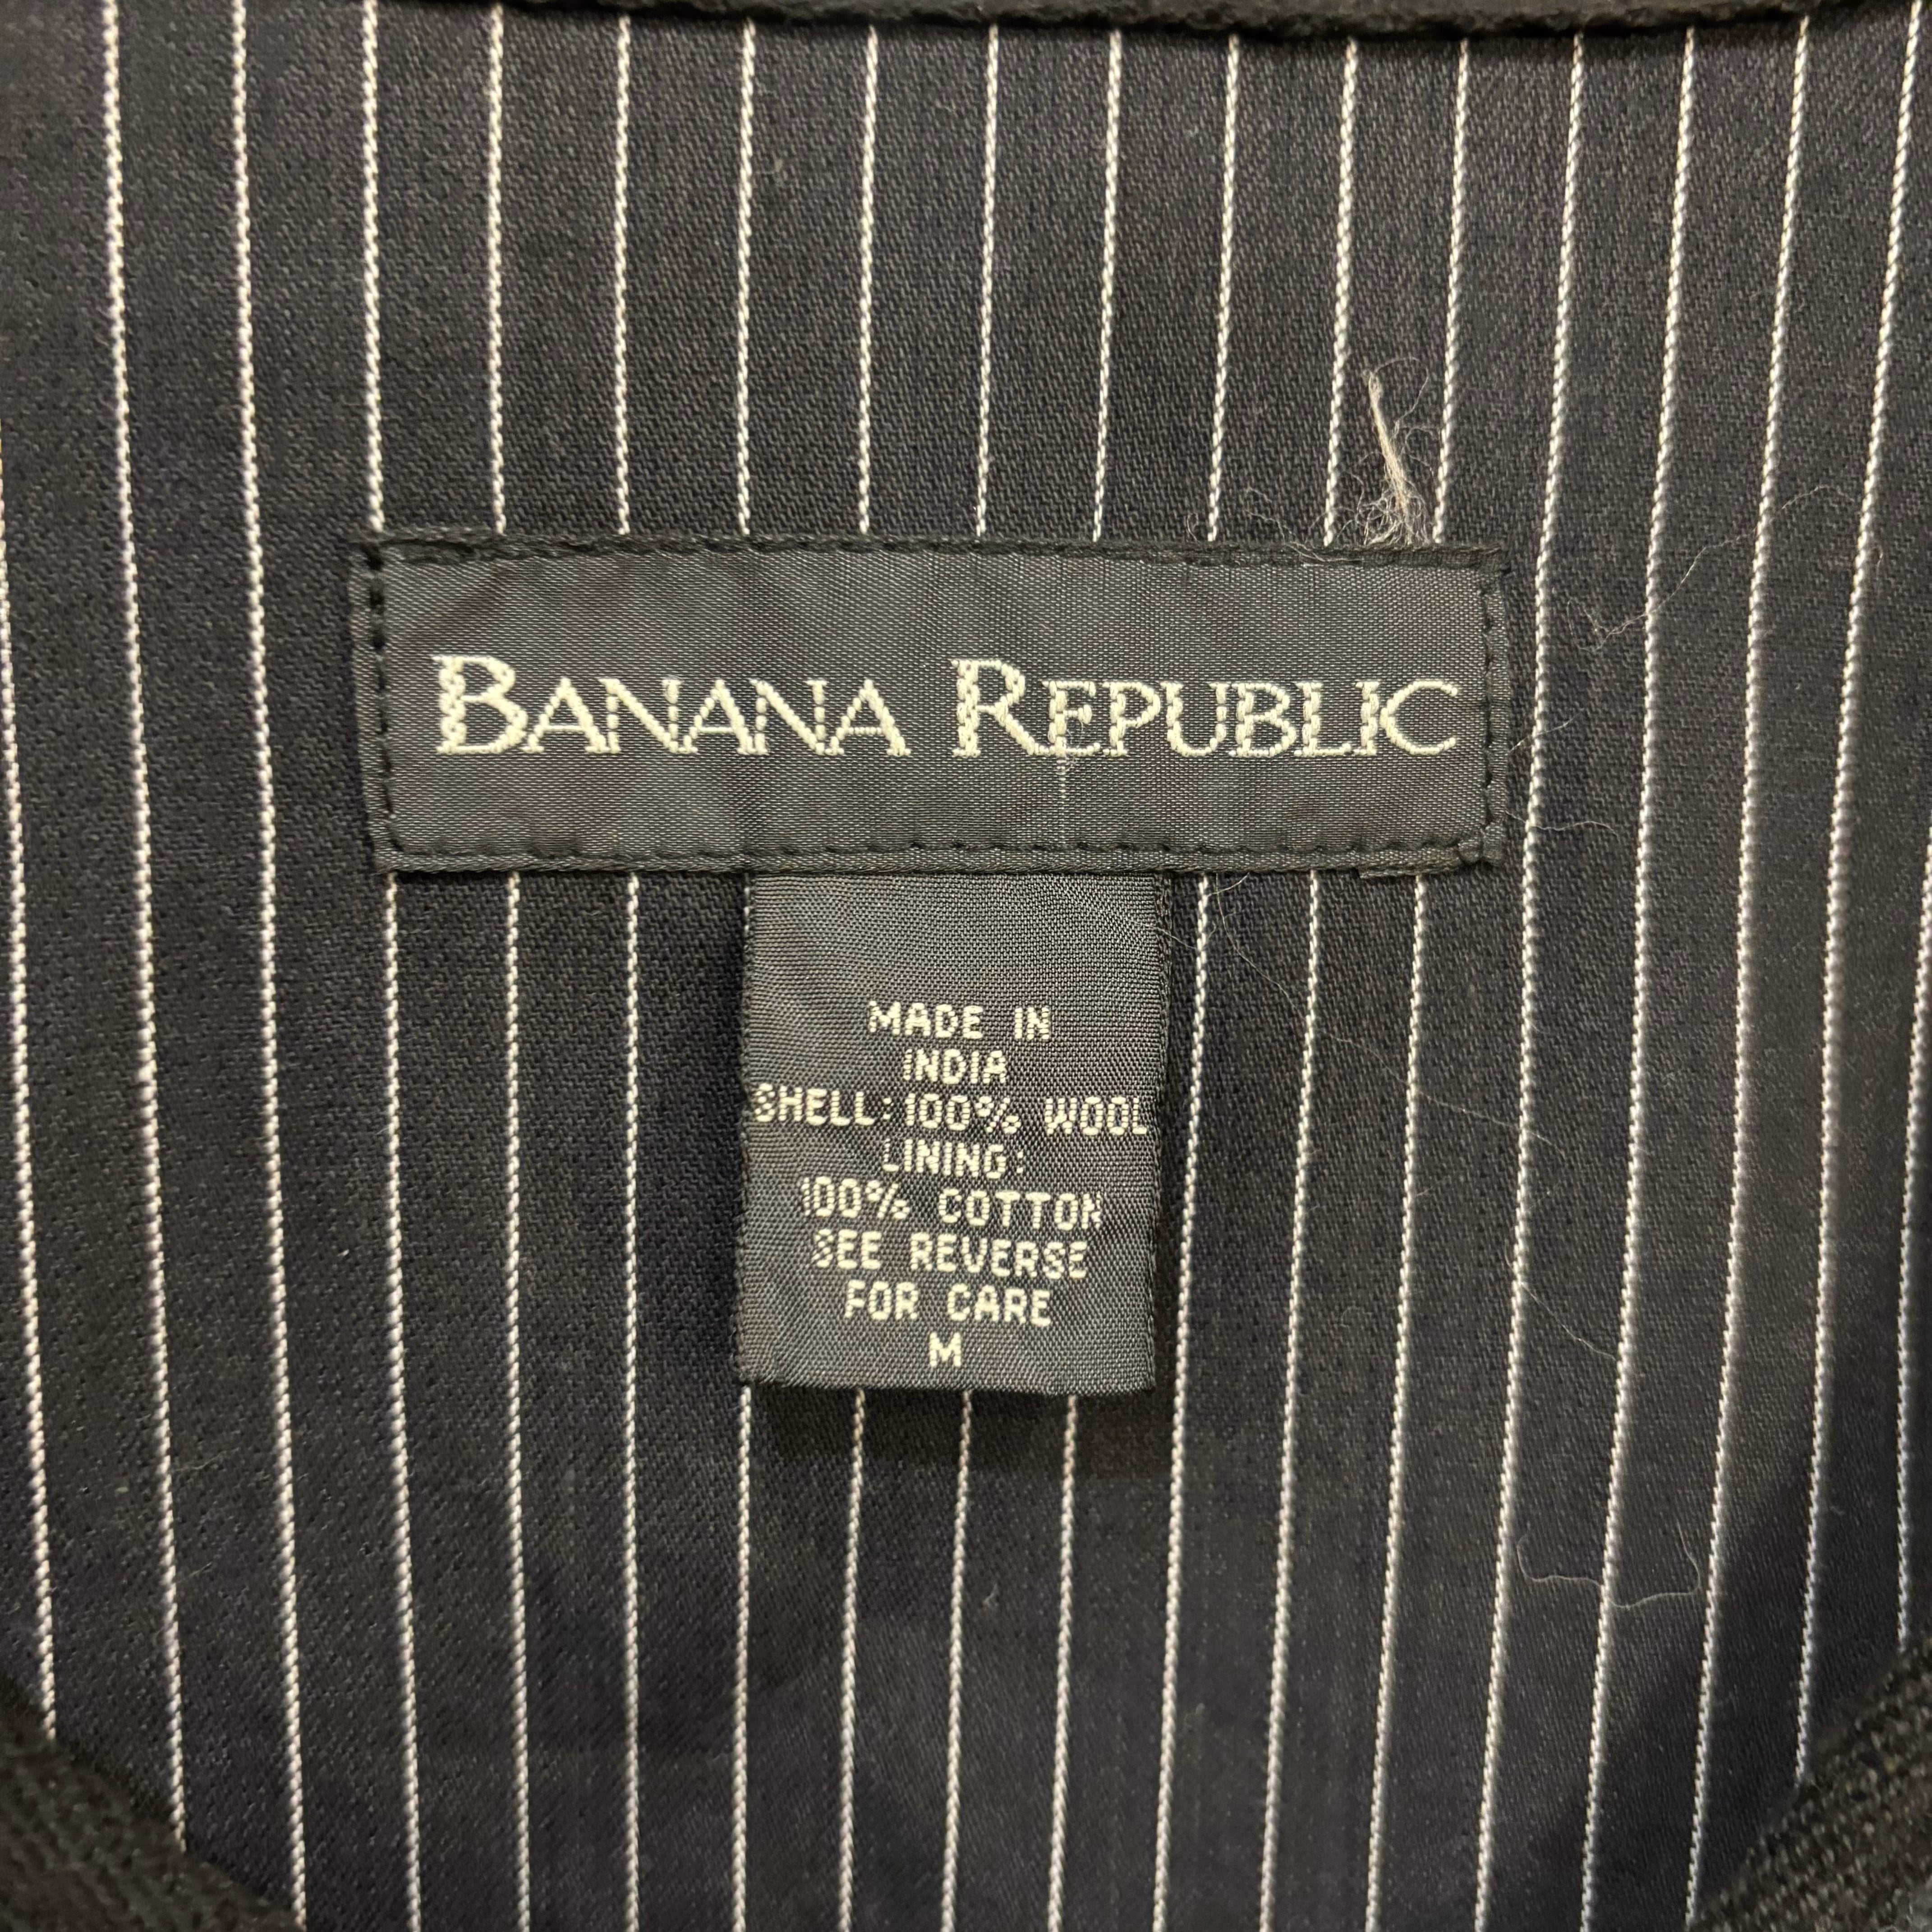 BANANA REPUBLIC
MADE IN
INDIA
SHELL:100% WOOL
LINING:
100% COTTON
SEE REVERSE
FOR CARE
M